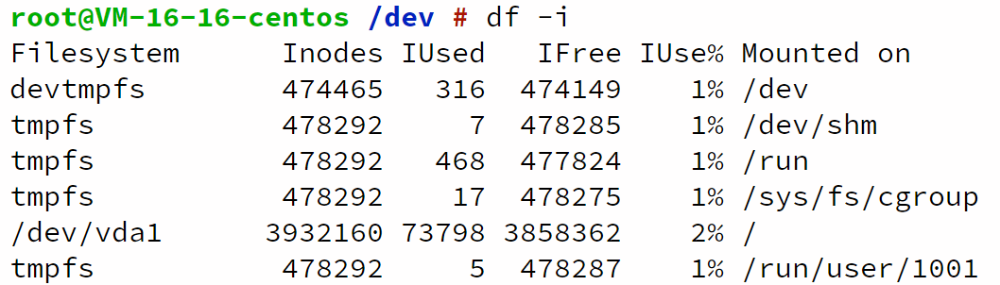 root@VM-16-16-centos /dev # df -i
Filesystem Inodes IUsed IFree IUse% Mounted on
devtmpfs 474465 316 474149 1% /dev
tmpfs 478292 7 478285 1% /dev/shm
tmpfs 478292 468 477824 1% /run
tmpfs 478292 17 478275 1% /sys/fs/cgroup
/dev/vda1 3932160 73798 3858362 2% /
tmpfs 478292 5 478287 1% /run/user/1001